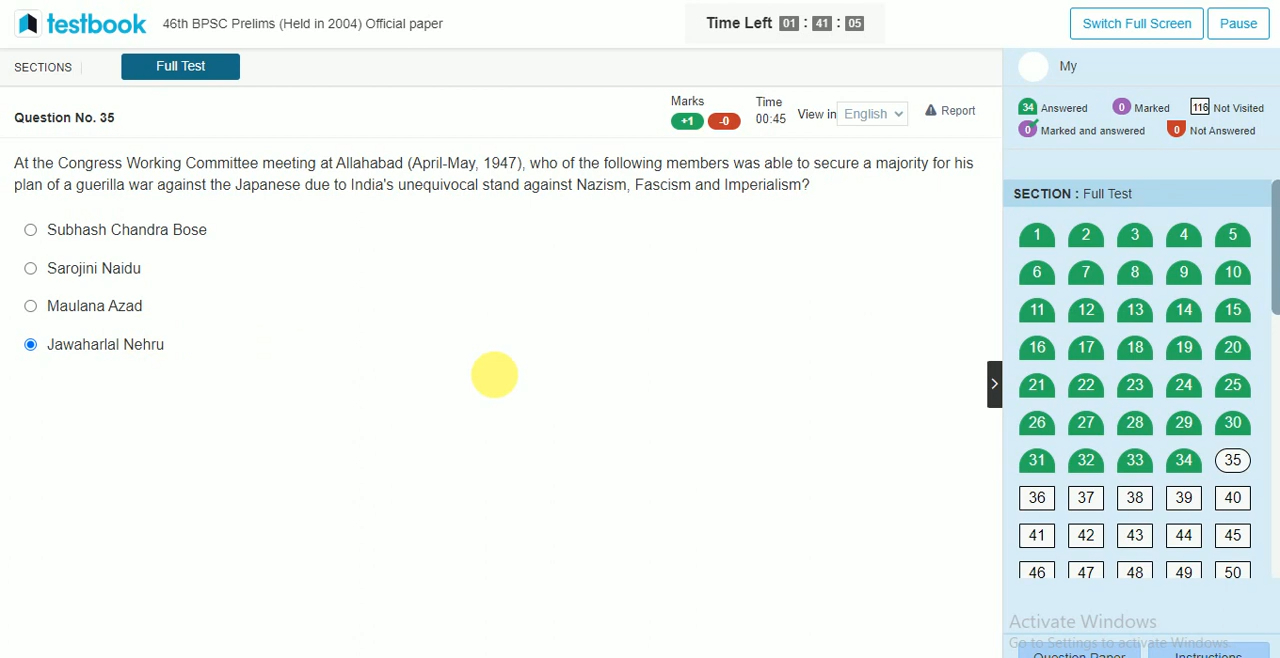 testbook 46th BPSC Prelims (Held in 2004) Official paper Time Left 01 : 41 : 05 Switch Full Screen Pause
SECTIONS Full Test My
Question No. 35 Marks +1 -0 Time 00:45 View in English Report
34 Answered 0 Marked 116 Not Visited
0 Marked and answered 0 Not Answered
At the Congress Working Committee meeting at Allahabad (April-May, 1947), who of the following members was able to secure a majority for his
plan of a guerilla war against the Japanese due to India's unequivocal stand against Nazism, Fascism and Imperialism?
Subhash Chandra Bose
Sarojini Naidu
Maulana Azad
Jawaharlal Nehru
SECTION : Full Test
1 2 3 4 5
6 7 8 9 10
11 12 13 14 15
16 17 18 19 20
21 22 23 24 25
26 27 28 29 30
31 32 33 34 35
36 37 38 39 40
41 42 43 44 45
46 47 48 49 50
Activate Windows
Go to Settings to activate Windows.
Question Paper Instructions